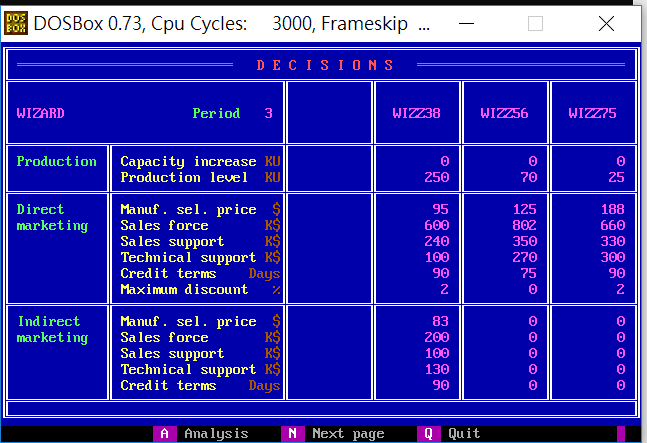 DOS BOX DOSBox 0.73, Cpu Cycles: 3000, Frameskip ...
D E C I S I O N S
WIZARD Period 3 WIZZ38 WIZZ56 WIZZ75
Production Capacity increase KU 0 0 0
Production level KU 250 70 25
Direct Manuf. sel. price $ 95 125 188
marketing Sales force K$ 600 802 660
Sales support K$ 240 350 330
Technical support K$ 100 270 300
Credit terms Days 90 75 90
Maximum discount % 2 0 2
Indirect Manuf. sel. price $ 83 0 0
marketing Sales force K$ 200 0 0
Sales support K$ 100 0 0
Technical support K$ 130 0 0
Credit terms Days 90 0 0
A Analysis N Next page Q Quit